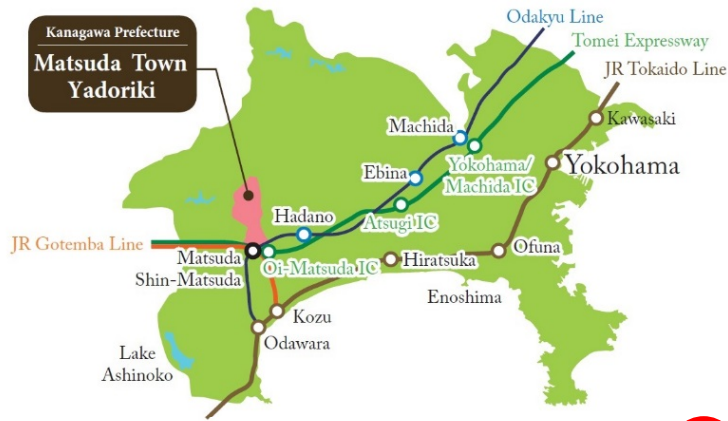 Odakyu Line
Kanagawa Prefecture
Matsuda Town
Yadoriki
Tomei Expressway
JR Tokaido Line
Machida
Kawasaki
Yokohama/
Machida IC
Yokohama
Ebina
Hadano
Atsugi IC
JR Gotemba Line
Matsuda
Shin-Matsuda
Oi-Matsuda IC
Hiratsuka
Ofuna
Enoshima
Kozu
Odawara
Lake
Ashinoko